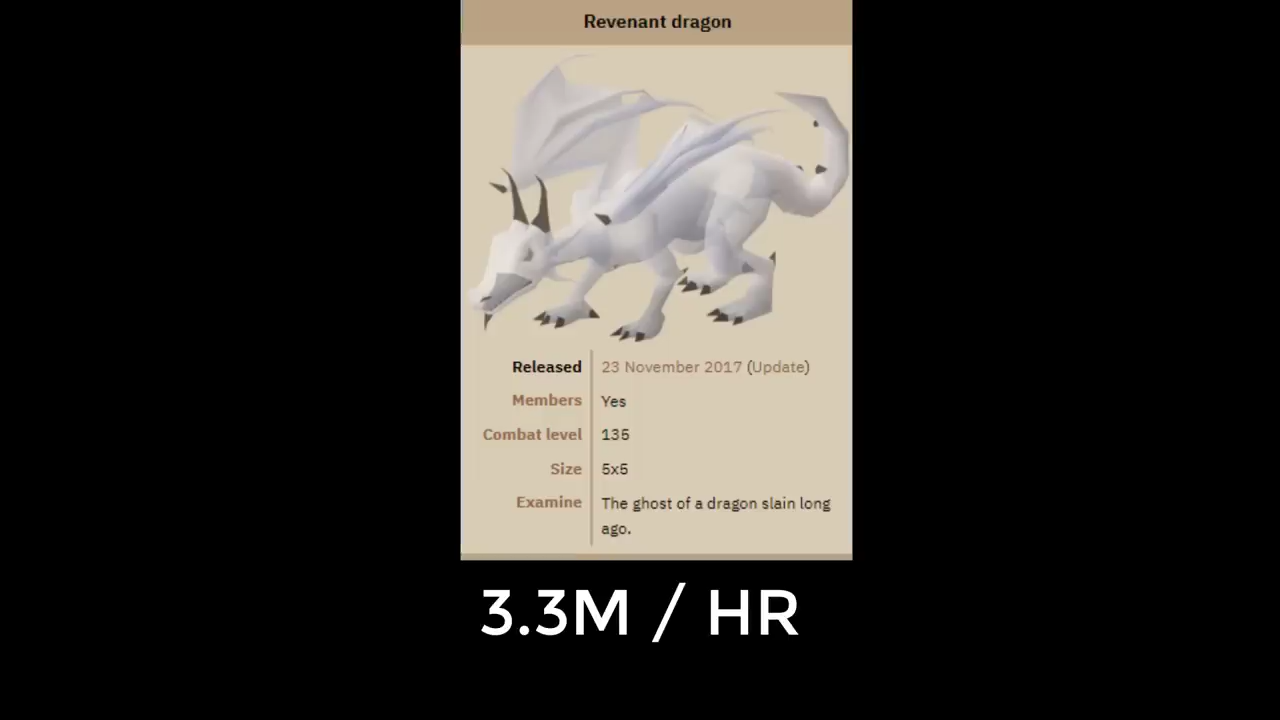 Revenant dragon
Released 23 November 2017 (Update)
Members Yes
Combat level 135
Size 5x5
Examine The ghost of a dragon slain long
ago.
3.3M / HR